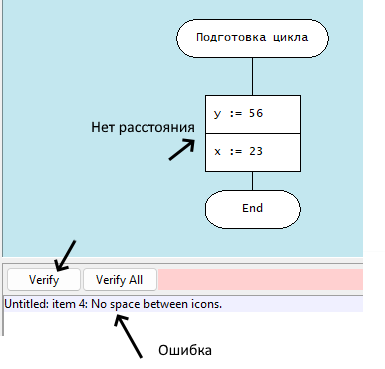 Подготовка цикла
y := 56
Нет расстояния
x := 23
End
Verify
Verify All
Untitled: item 4: No space between icons.
Ошибка